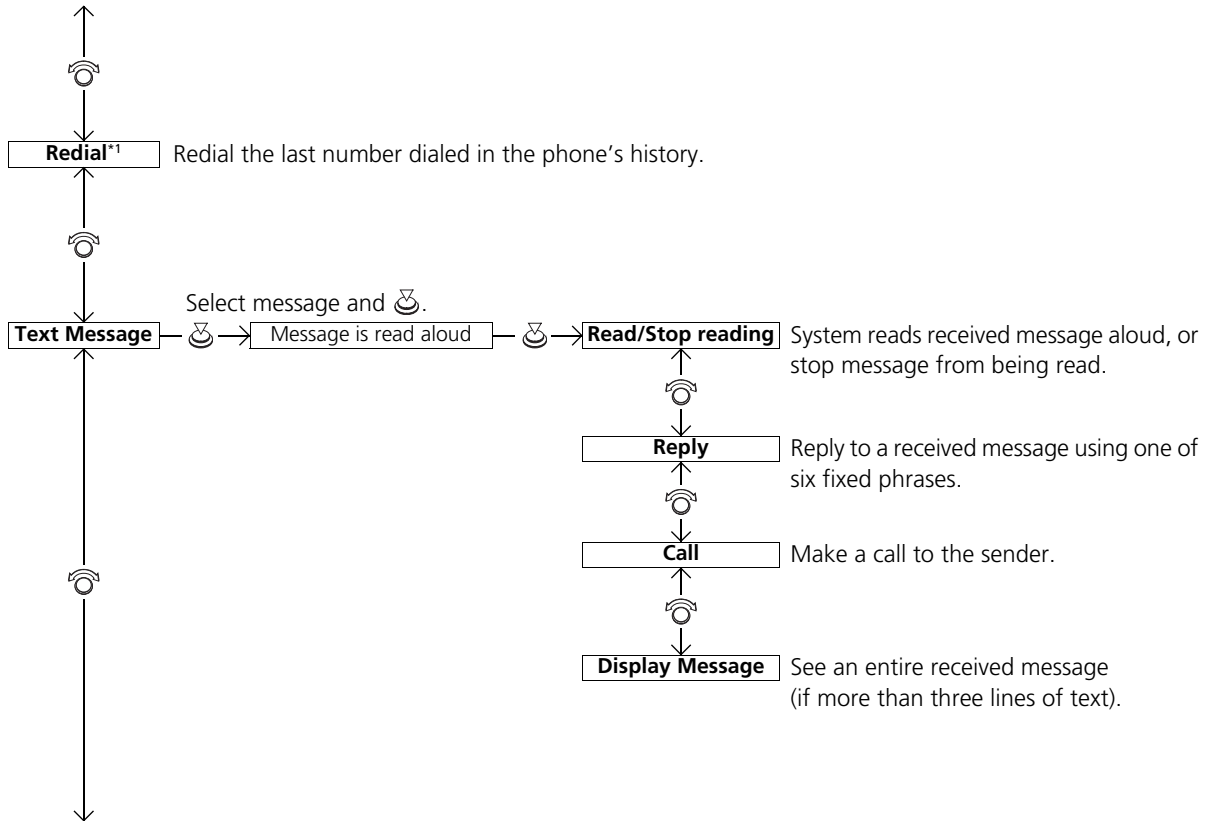 Redial*1
Redial the last number dialed in the phone’s history.
Select message and .
Text Message
Message is read aloud
Read/Stop reading
System reads received message aloud, or
stop message from being read.
Reply
Reply to a received message using one of
six fixed phrases.
Call
Make a call to the sender.
Display Message
See an entire received message
(if more than three lines of text).